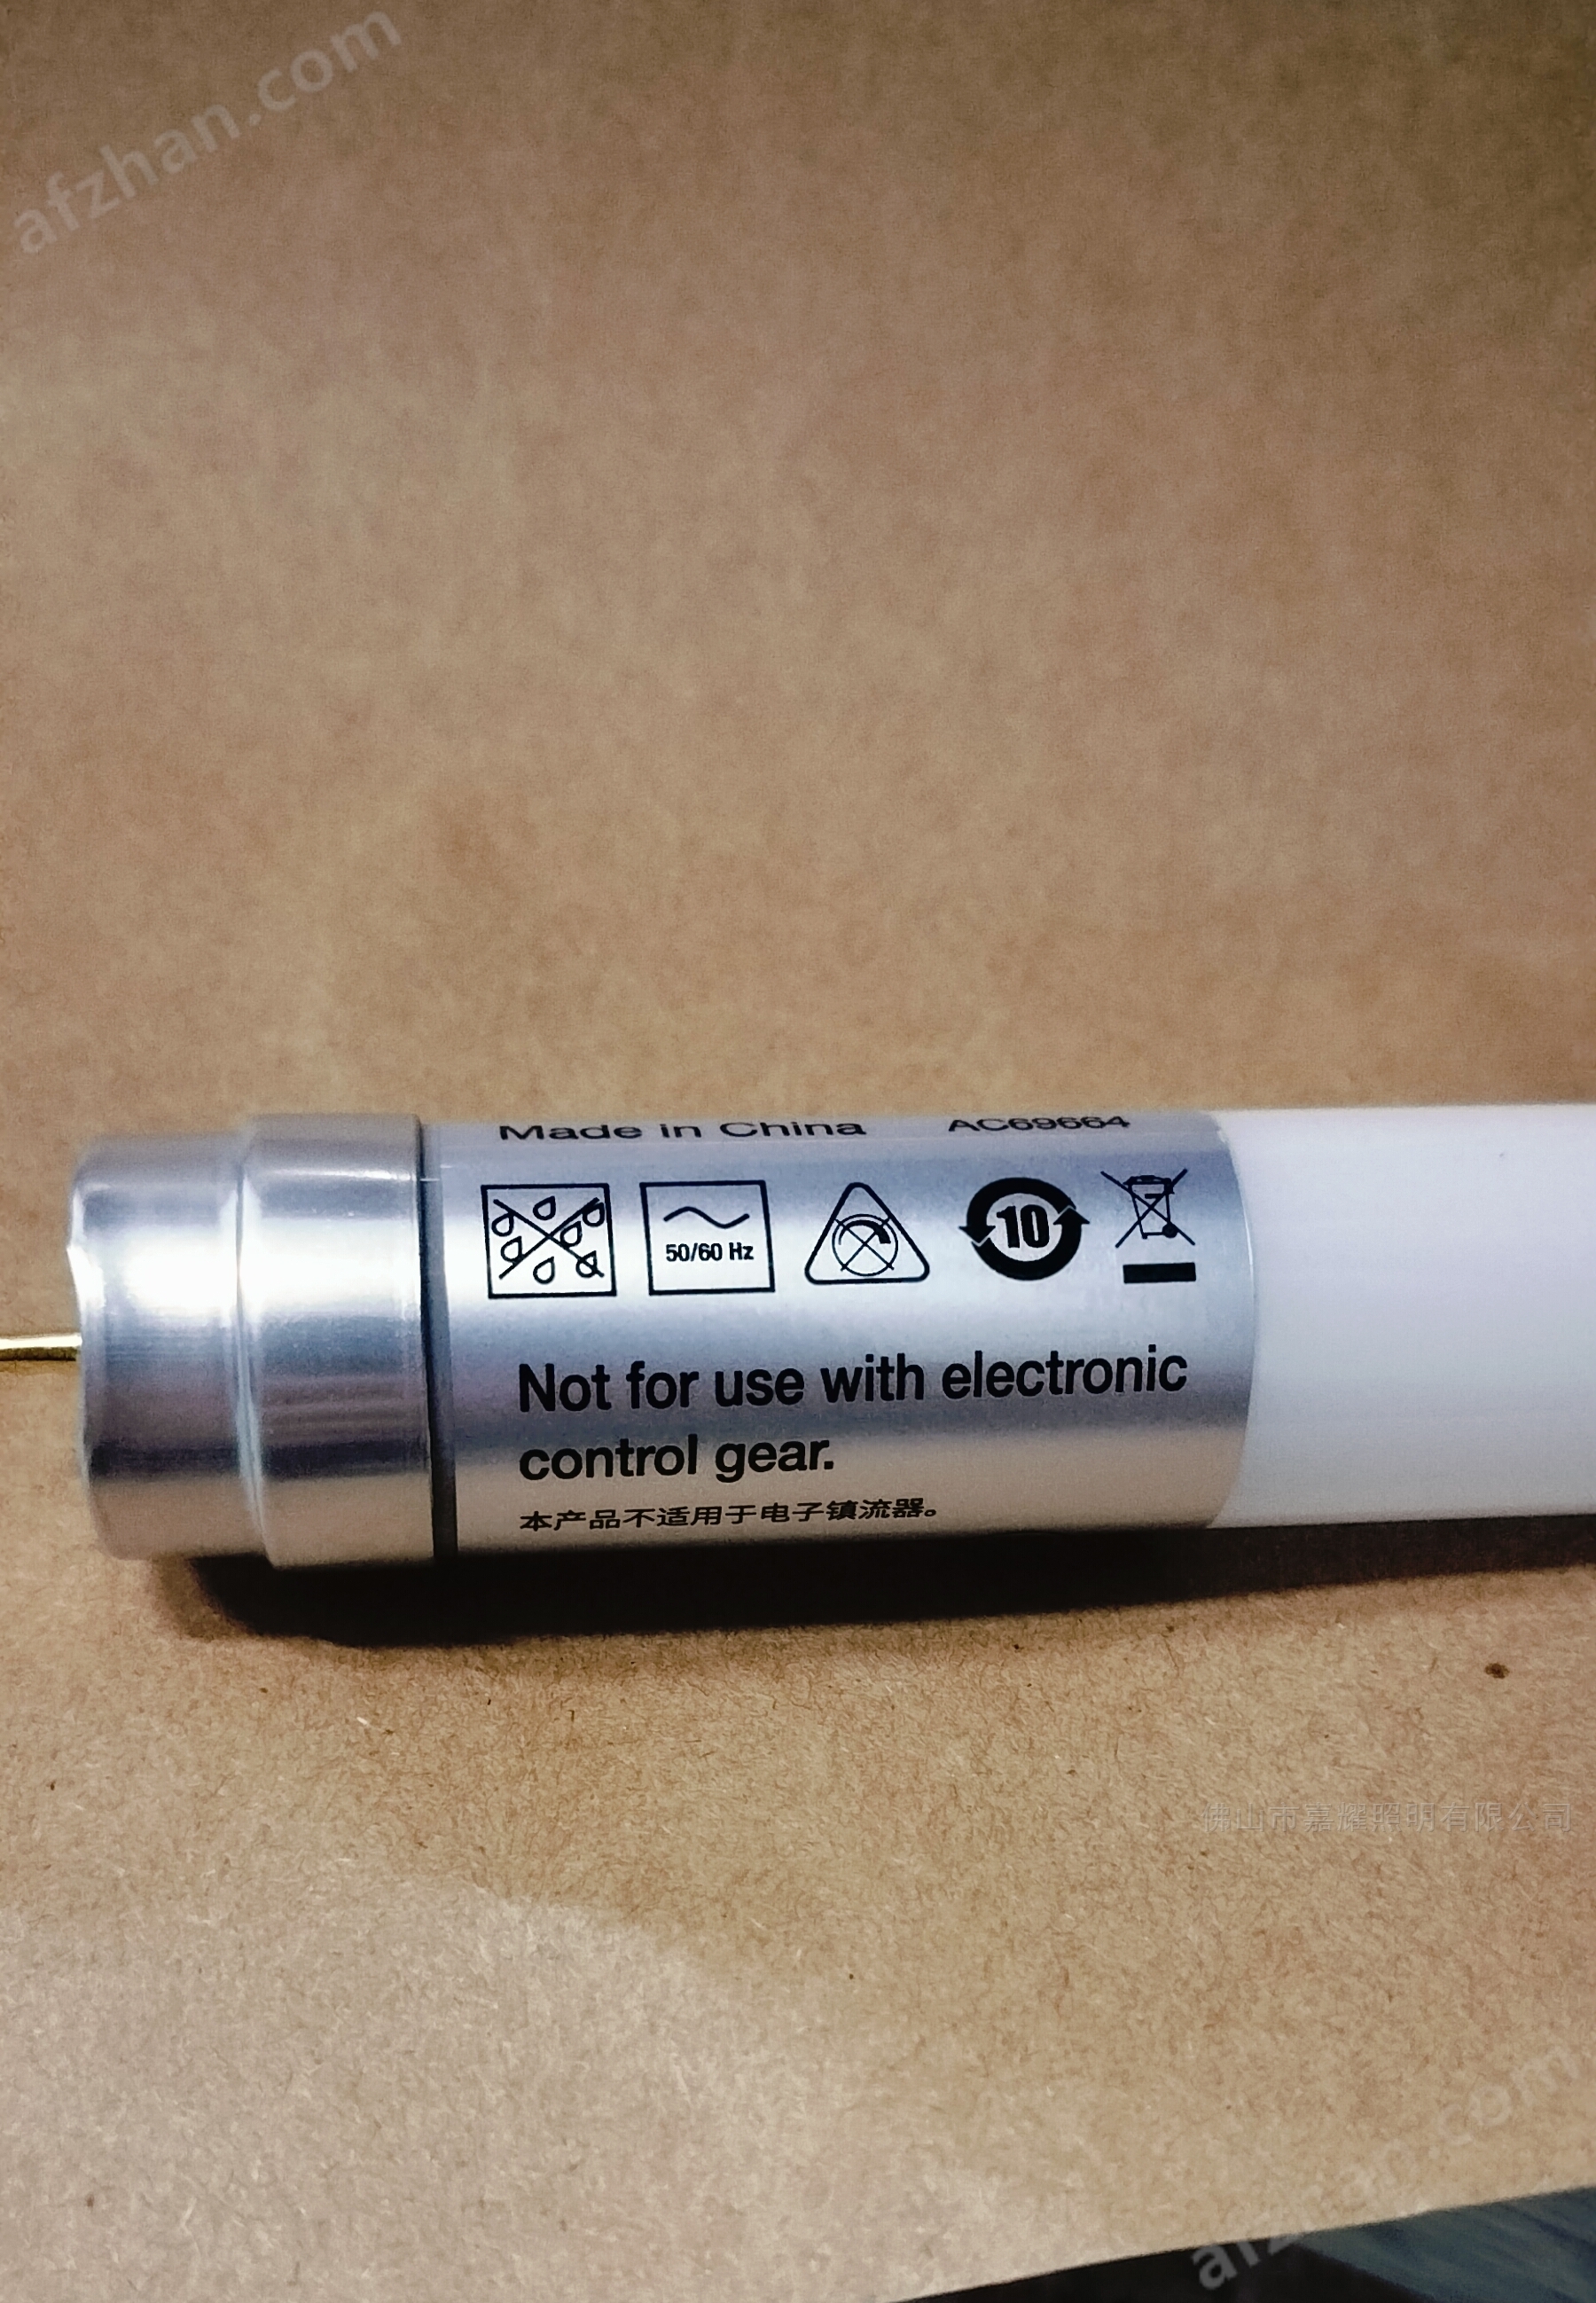 afzhan.com
Made in China AC69664
50/60 Hz
10
Not for use with electronic
control gear.
本产品不适用于电子镇流器。
佛山市嘉耀照明有限公司
afzhan.com